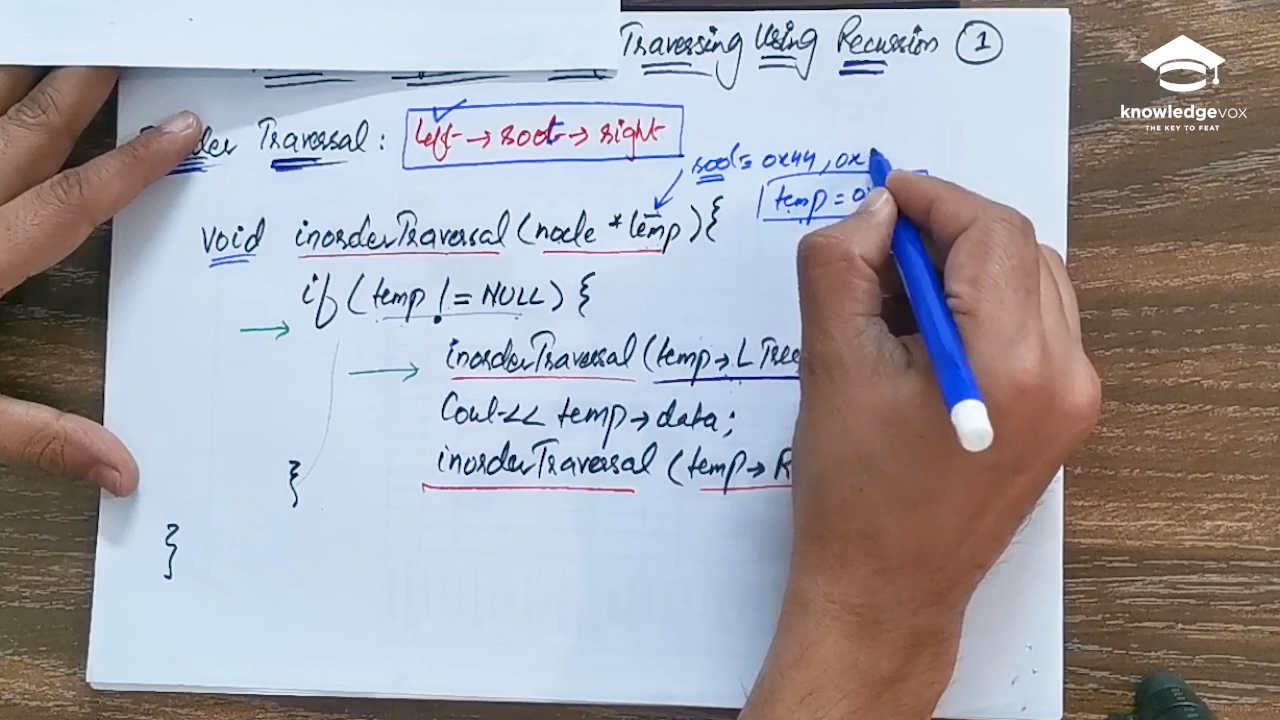 Traversing Using Recussion 1
Traversal : left → root → right
root = 0x44, 0x
temp = 0
void inorderTraversal (node *temp) {
if (temp != NULL) {
inorderTraversal (temp → LTree
Cout << temp → data;
inorderTraversal (temp → R
}
}
knowledgevox
THE KEY TO FEAT